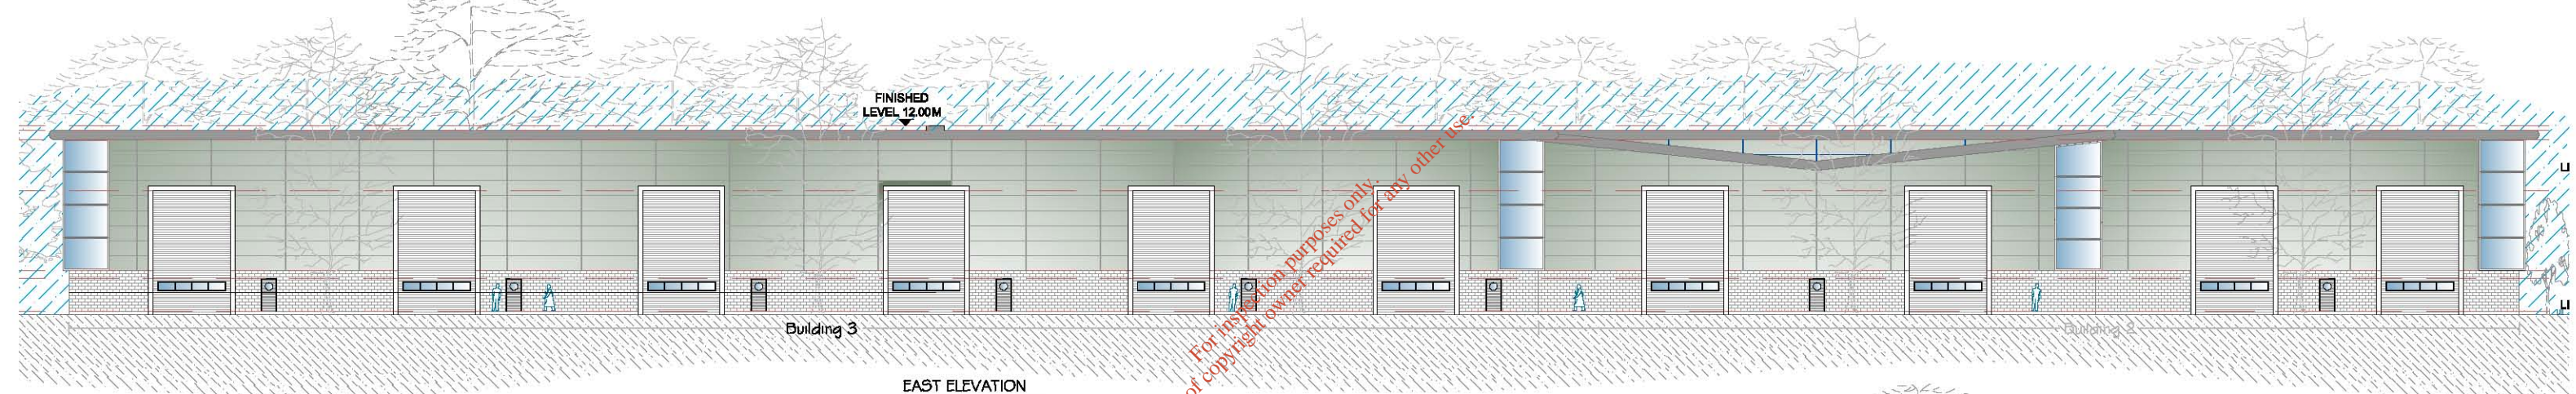 FINISHED
LEVEL 12.00M
For inspection purposes only.
of copyright owner required for any other use.
Building 3
Building 2
EAST ELEVATION